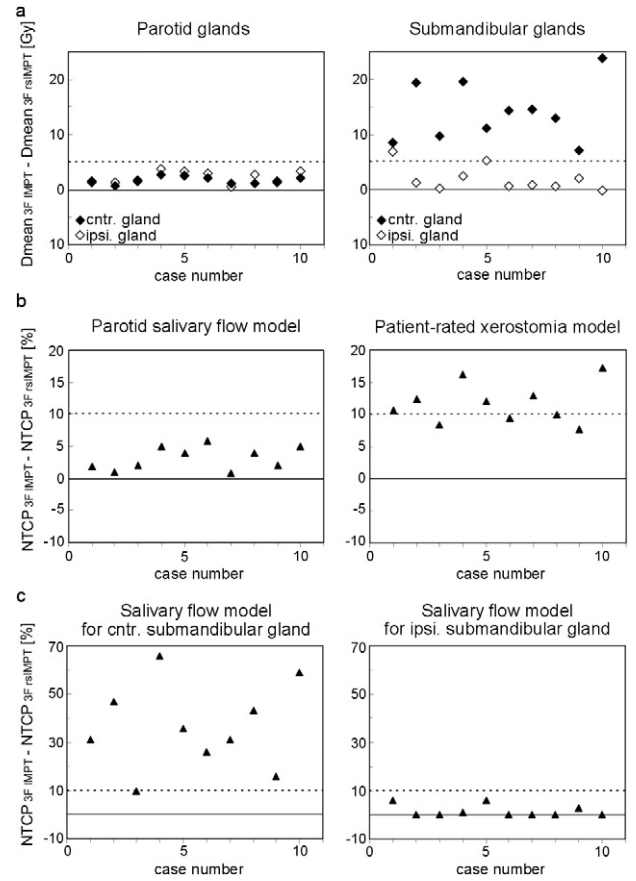 a
Parotid glands
Submandibular glands
Dmean 3F IMPT - Dmean 3F rsIMPT [Gy]
20
10
0
10
cntr. gland
ipsi. gland
0 5 10
case number
20
10
0
10
cntr. gland
ipsi. gland
0 5 10
case number
b
Parotid salivary flow model
Patient-rated xerostomia model
NTCP 3F IMPT - NTCP 3F rsIMPT [%]
20
15
10
5
0
-5
-10
0 5 10
case number
20
15
10
5
0
-5
-10
0 5 10
case number
c
Salivary flow model
for cntr. submandibular gland
Salivary flow model
for ipsi. submandibular gland
NTCP 3F IMPT - NTCP 3F rsIMPT [%]
70
50
30
10
-10
0 5 10
case number
70
50
30
10
-10
0 5 10
case number